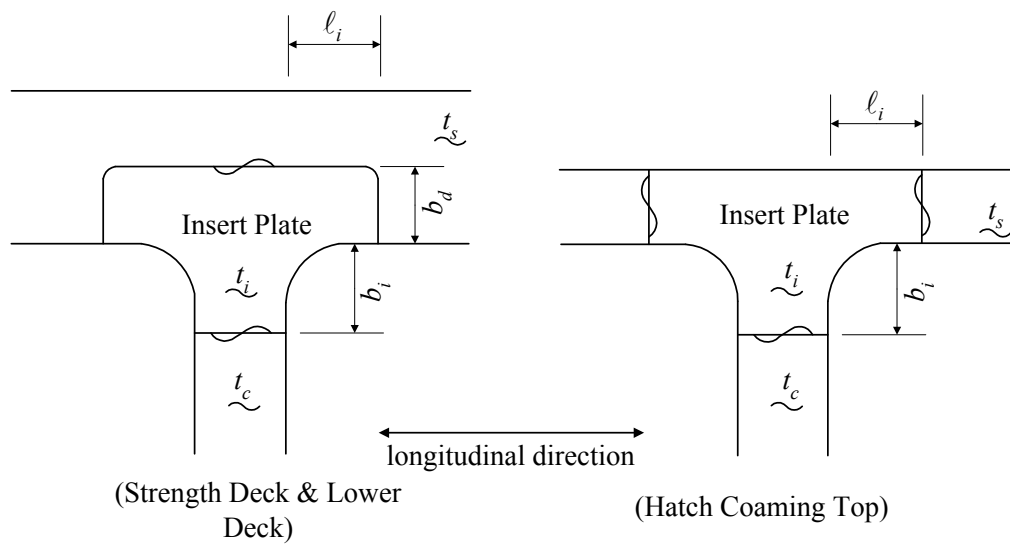 ℓi
ts
bd
Insert Plate
ti
bi
tc
(Strength Deck & Lower
Deck)
longitudinal direction
ℓi
Insert Plate
ts
ti
bi
tc
(Hatch Coaming Top)